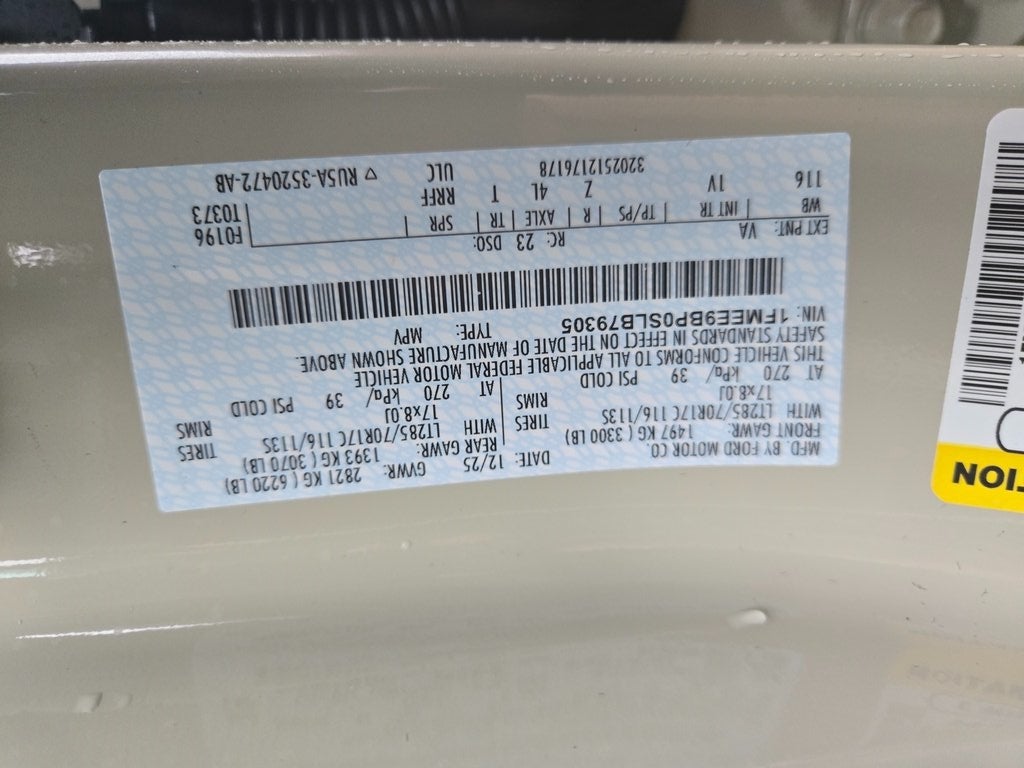 MFD. BY FORD MOTOR CO.
DATE: 12/25 GVWR: 2821 KG ( 6220 LB)
FRONT GAWR: 1497 KG ( 3300 LB) REAR GAWR: 1393 KG ( 3070 LB)
WITH LT285/70R17C 116/113S TIRES WITH LT285/70R17C 116/113S TIRES
17x8.0J RIMS 17x8.0J RIMS
AT 270 kPa/ 39 PSI COLD AT 270 kPa/ 39 PSI COLD
THIS VEHICLE CONFORMS TO ALL APPLICABLE FEDERAL MOTOR VEHICLE
SAFETY STANDARDS IN EFFECT ON THE DATE OF MANUFACTURE SHOWN ABOVE.
VIN: 1FMEE9BP0SLB79305
TYPE: MPV
EXT PNT: VA RC: 23 DSO: F0196
WB | INT TR | TP/PS | R | AXLE | TR | SPR T0373
116 1V Z 4L T RRFF
3202512176178 ULC ▽ RU5A-3520472-AB